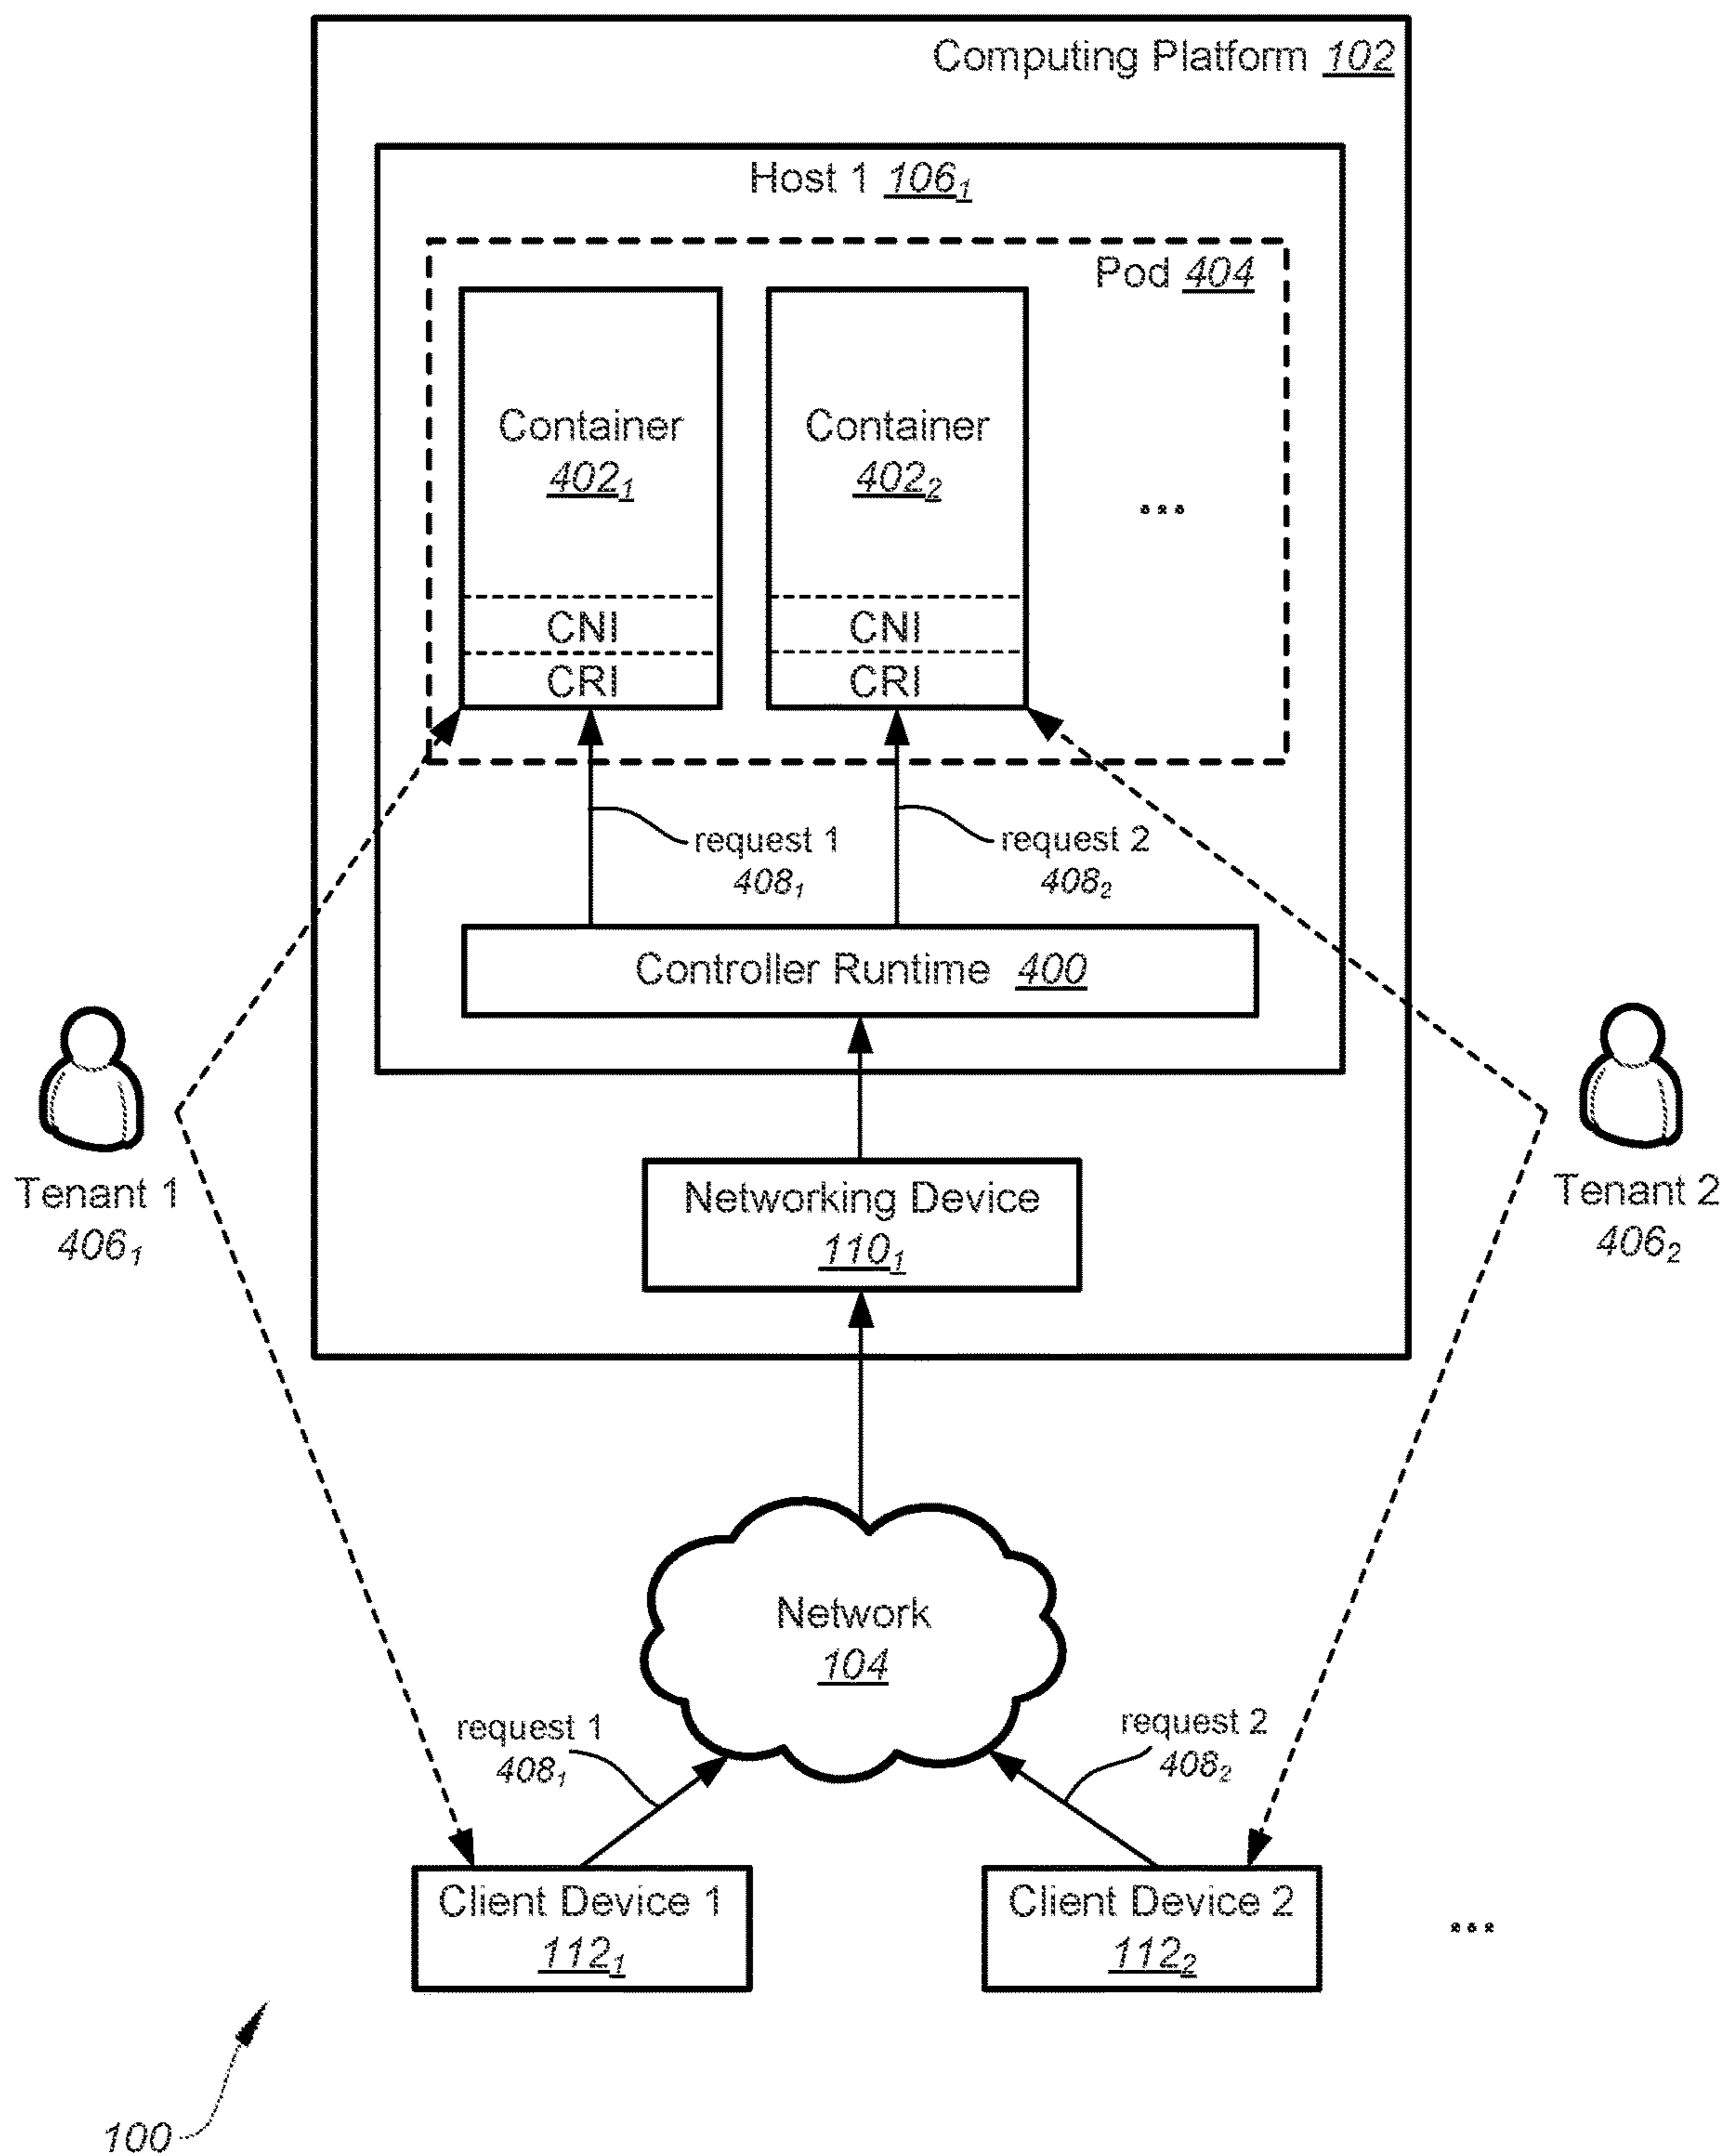 Computing Platform 102
Host 1 106₁
Pod 404
Container
402₁
Container
402₂
...
CNI
CRI
CNI
CRI
request 1
408₁
request 2
408₂
Controller Runtime 400
Tenant 1
406₁
Tenant 2
406₂
Networking Device
110₁
Network
104
request 1
408₁
request 2
408₂
Client Device 1
112₁
Client Device 2
112₂
...
100